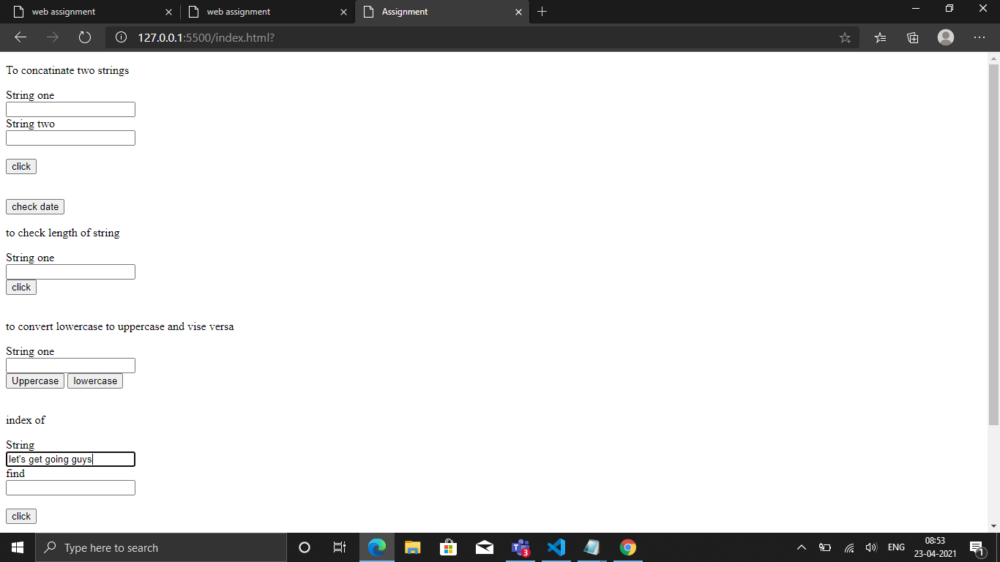 web assignment
web assignment
Assignment
127.0.0.1:5500/index.html?
To concatinate two strings
String one
String two
click
check date
to check length of string
String one
click
to convert lowercase to uppercase and vise versa
String one
Uppercase lowercase
index of
String
let's get going guys
find
click
Type here to search
3
ENG
08:53
23-04-2021
1